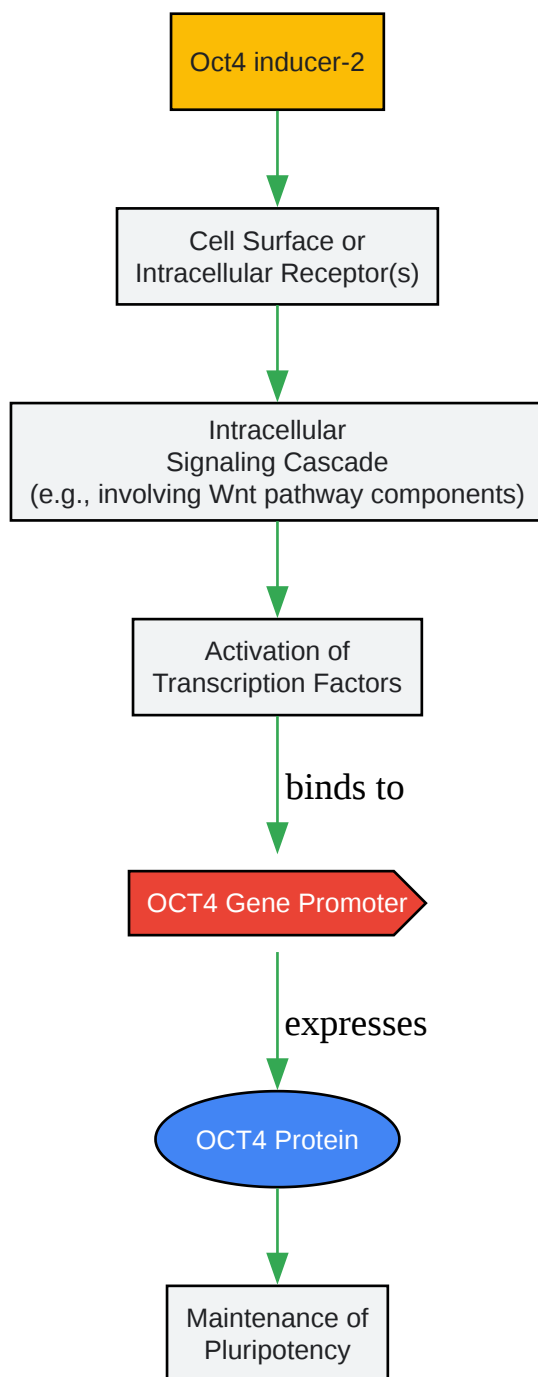 Oct4 inducer-2
Cell Surface or
Intracellular Receptor(s)
Intracellular
Signaling Cascade
(e.g., involving Wnt pathway components)
Activation of
Transcription Factors
binds to
OCT4 Gene Promoter
expresses
OCT4 Protein
Maintenance of
Pluripotency